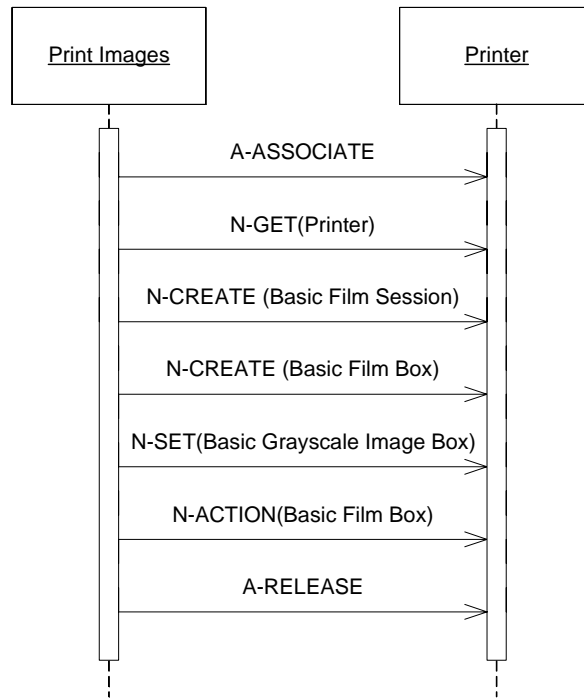 Print Images
Printer
A-ASSOCIATE
N-GET(Printer)
N-CREATE (Basic Film Session)
N-CREATE (Basic Film Box)
N-SET(Basic Grayscale Image Box)
N-ACTION(Basic Film Box)
A-RELEASE